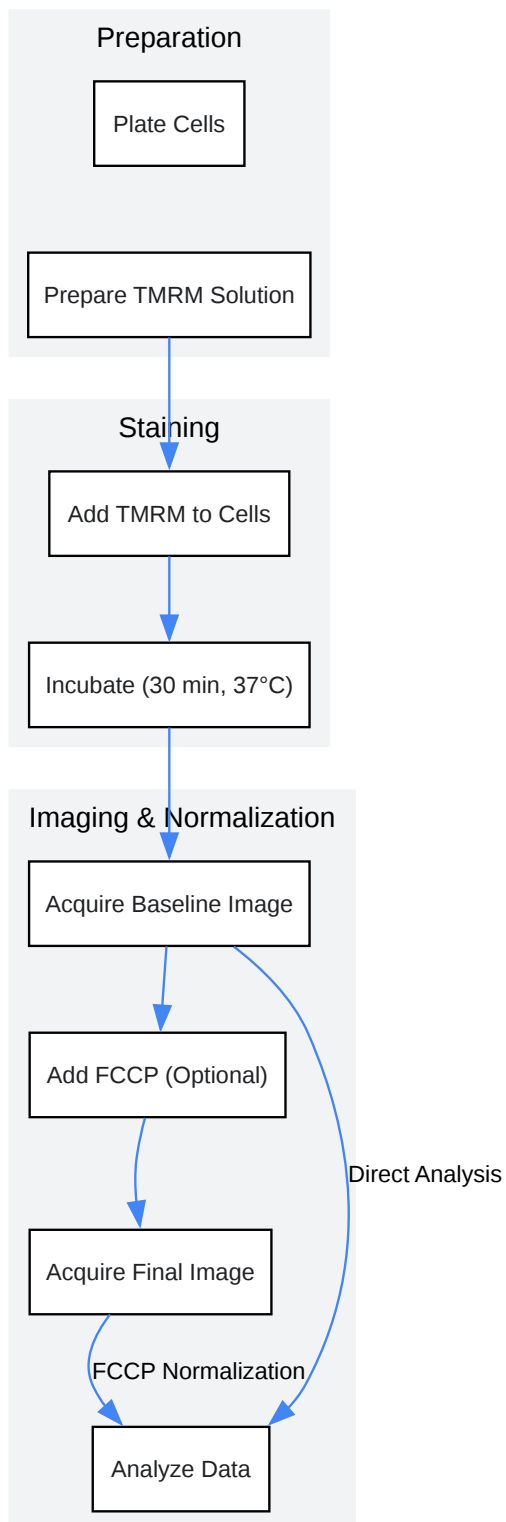 Preparation
Plate Cells
Prepare TMRM Solution
Staining
Add TMRM to Cells
Incubate (30 min, 37°C)
Imaging & Normalization
Acquire Baseline Image
Add FCCP (Optional)
Direct Analysis
Acquire Final Image
FCCP Normalization
Analyze Data